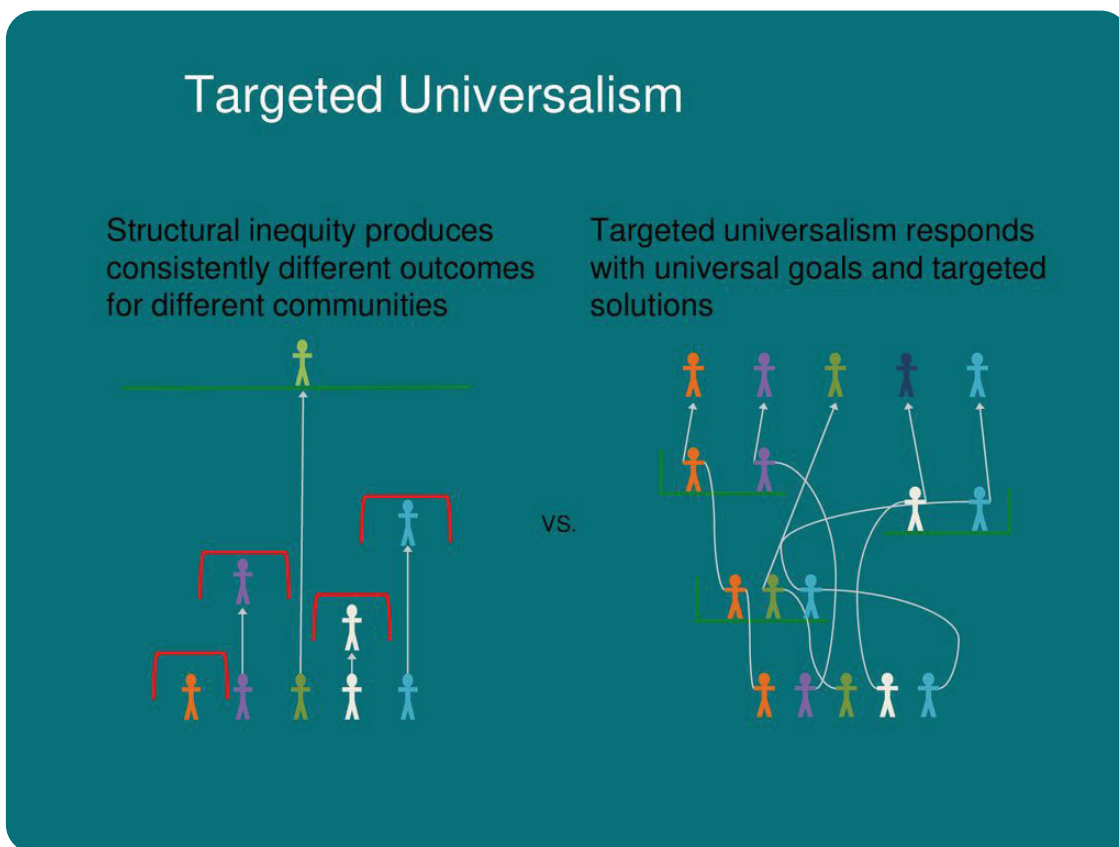 Targeted Universalism
Structural inequity produces
consistently different outcomes
for different communities
Targeted universalism responds
with universal goals and targeted
solutions
vs.